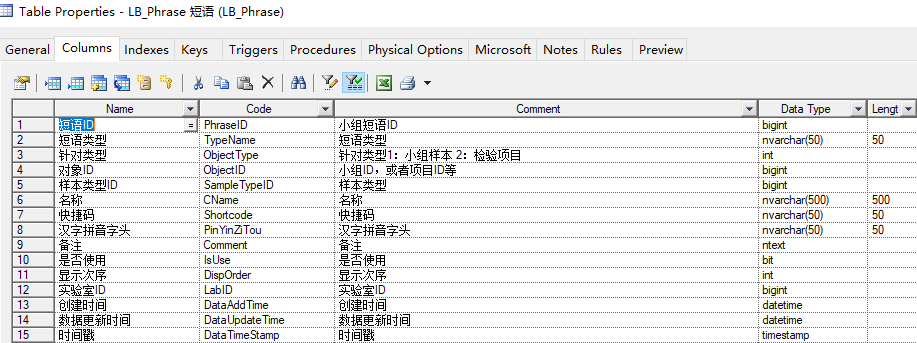 Table Properties - LB_Phrase 短语 (LB_Phrase)
General Columns Indexes Keys Triggers Procedures Physical Options Microsoft Notes Rules Preview
Name Code Comment Data Type Lengt
1 短语ID = PhraseID 小组短语ID bigint
2 短语类型 TypeName 短语类型 nvarchar(50) 50
3 针对类型 ObjectType 针对类型1：小组样本 2：检验项目 int
4 对象ID ObjectID 小组ID，或者项目ID等 bigint
5 样本类型ID SampleTypeID 样本类型 bigint
6 名称 CName 名称 nvarchar(500) 500
7 快捷码 Shortcode 快捷码 nvarchar(50) 50
8 汉字拼音字头 PinYinZiTou 汉字拼音字头 nvarchar(50) 50
9 备注 Comment 备注 ntext
10 是否使用 IsUse 是否使用 bit
11 显示次序 DispOrder 显示次序 int
12 实验室ID LabID 实验室ID bigint
13 创建时间 DataAddTime 创建时间 datetime
14 数据更新时间 DataUpdateTime 数据更新时间 datetime
15 时间戳 DataTimeStamp 时间戳 timestamp